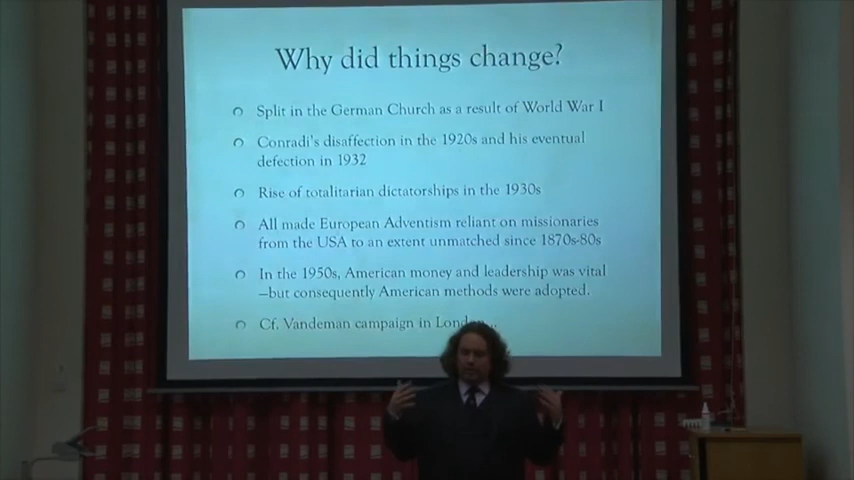 Why did things change?
Split in the German Church as a result of World War I
Conradi's disaffection in the 1920s and his eventual
defection in 1932
Rise of totalitarian dictatorships in the 1930s
All made European Adventism reliant on missionaries
from the USA to an extent unmatched since 1870s-80s
In the 1950s, American money and leadership was vital
–but consequently American methods were adopted.
Cf. Vandeman campaign in